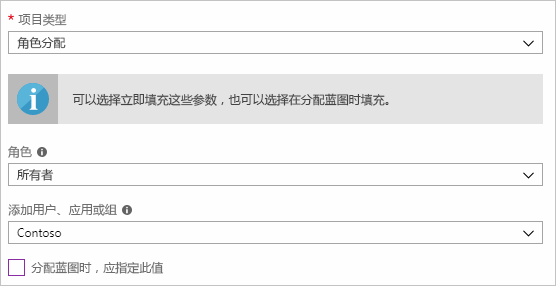 * 项目类型
角色分配
可以选择立即填充这些参数，也可以选择在分配蓝图时填充。
角色
所有者
添加用户、应用或组
Contoso
分配蓝图时，应指定此值